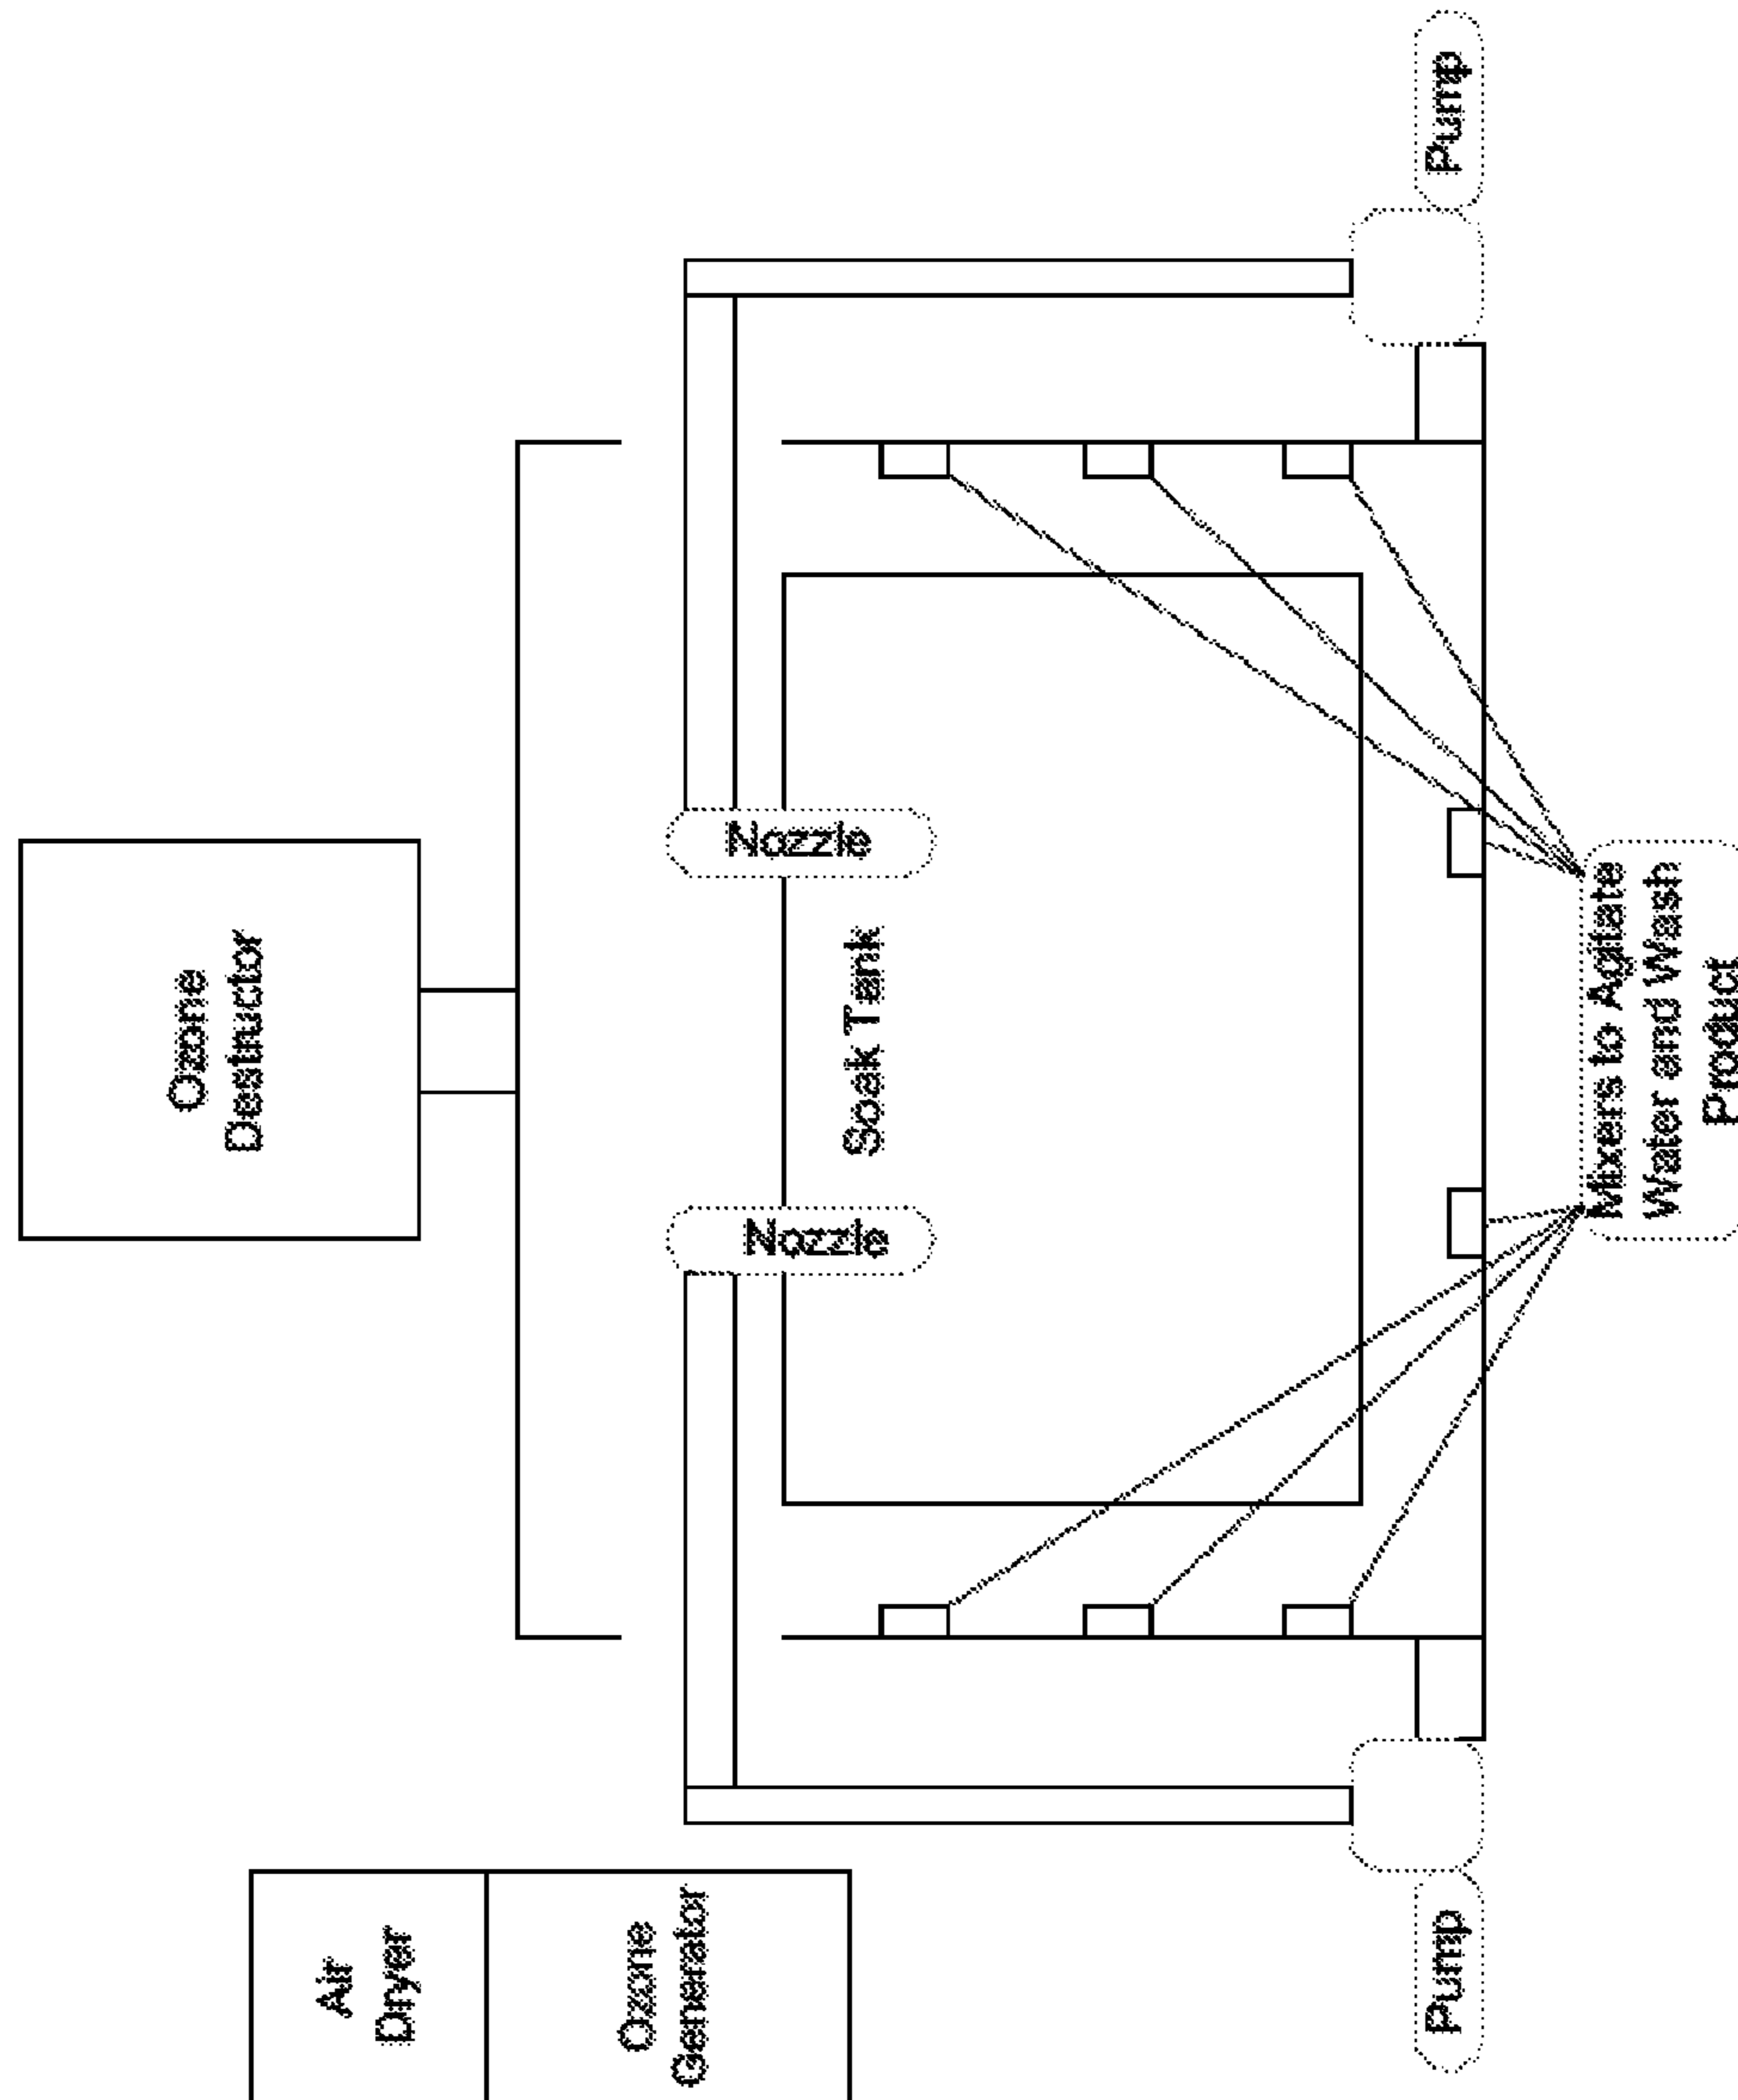 Ozone
Destructor
Air
Dryer
Ozone
Generator
Nozzle
Nozzle
Soak Tank
Pump
Pump
Mixers to Agitate
Water and Wash
Product